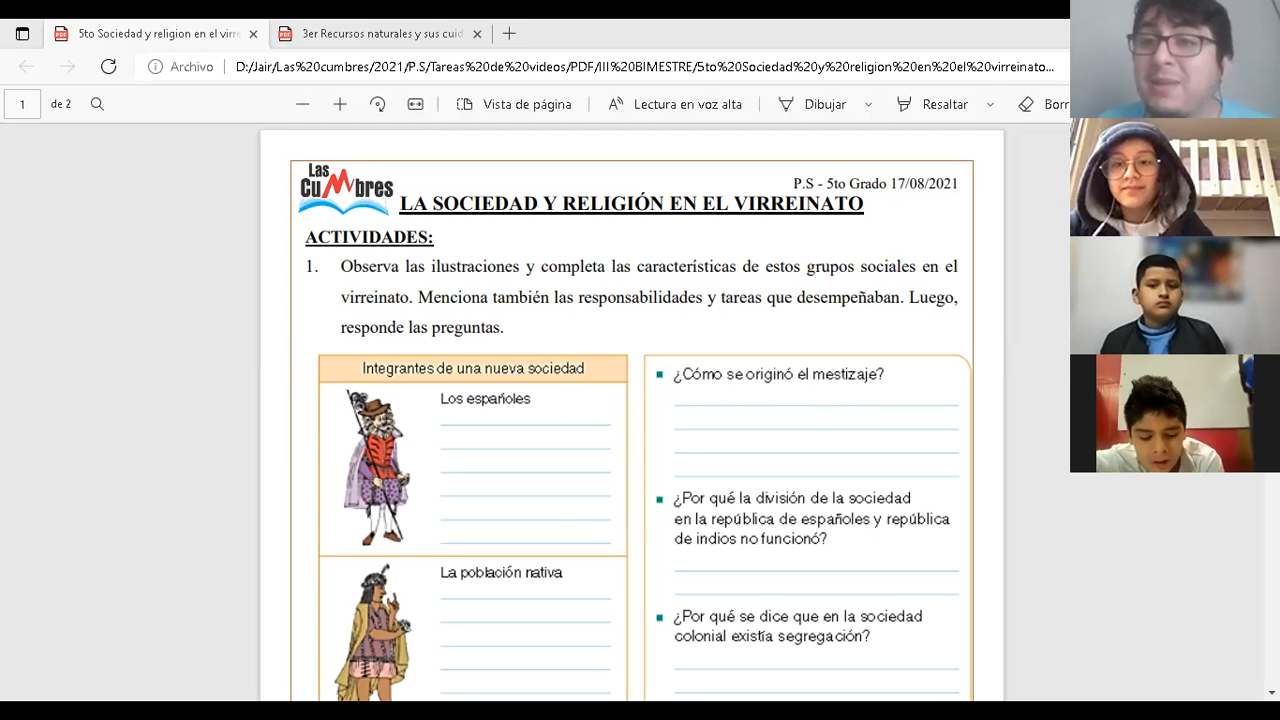 5to Sociedad y religion en el virre
3er Recursos naturales y sus cuid
Archivo
D:/Jair/Las%20cumbres/2021/P.S/Tareas%20de%20videos/PDF/III%20BIMESTRE/5to%20Sociedad%20y%20religion%20en%20el%20virreinato...
1 de 2
Vista de página
Lectura en voz alta
Dibujar
Resaltar
Borr
Las
Cumbres
P.S - 5to Grado 17/08/2021
LA SOCIEDAD Y RELIGIÓN EN EL VIRREINATO
ACTIVIDADES:
1. Observa las ilustraciones y completa las características de estos grupos sociales en el
virreinato. Menciona también las responsabilidades y tareas que desempeñaban. Luego,
responde las preguntas.
Integrantes de una nueva sociedad
Los españoles
La población nativa
¿Cómo se originó el mestizaje?
¿Por qué la división de la sociedad
en la república de españoles y república
de indios no funcionó?
¿Por qué se dice que en la sociedad
colonial existía segregación?